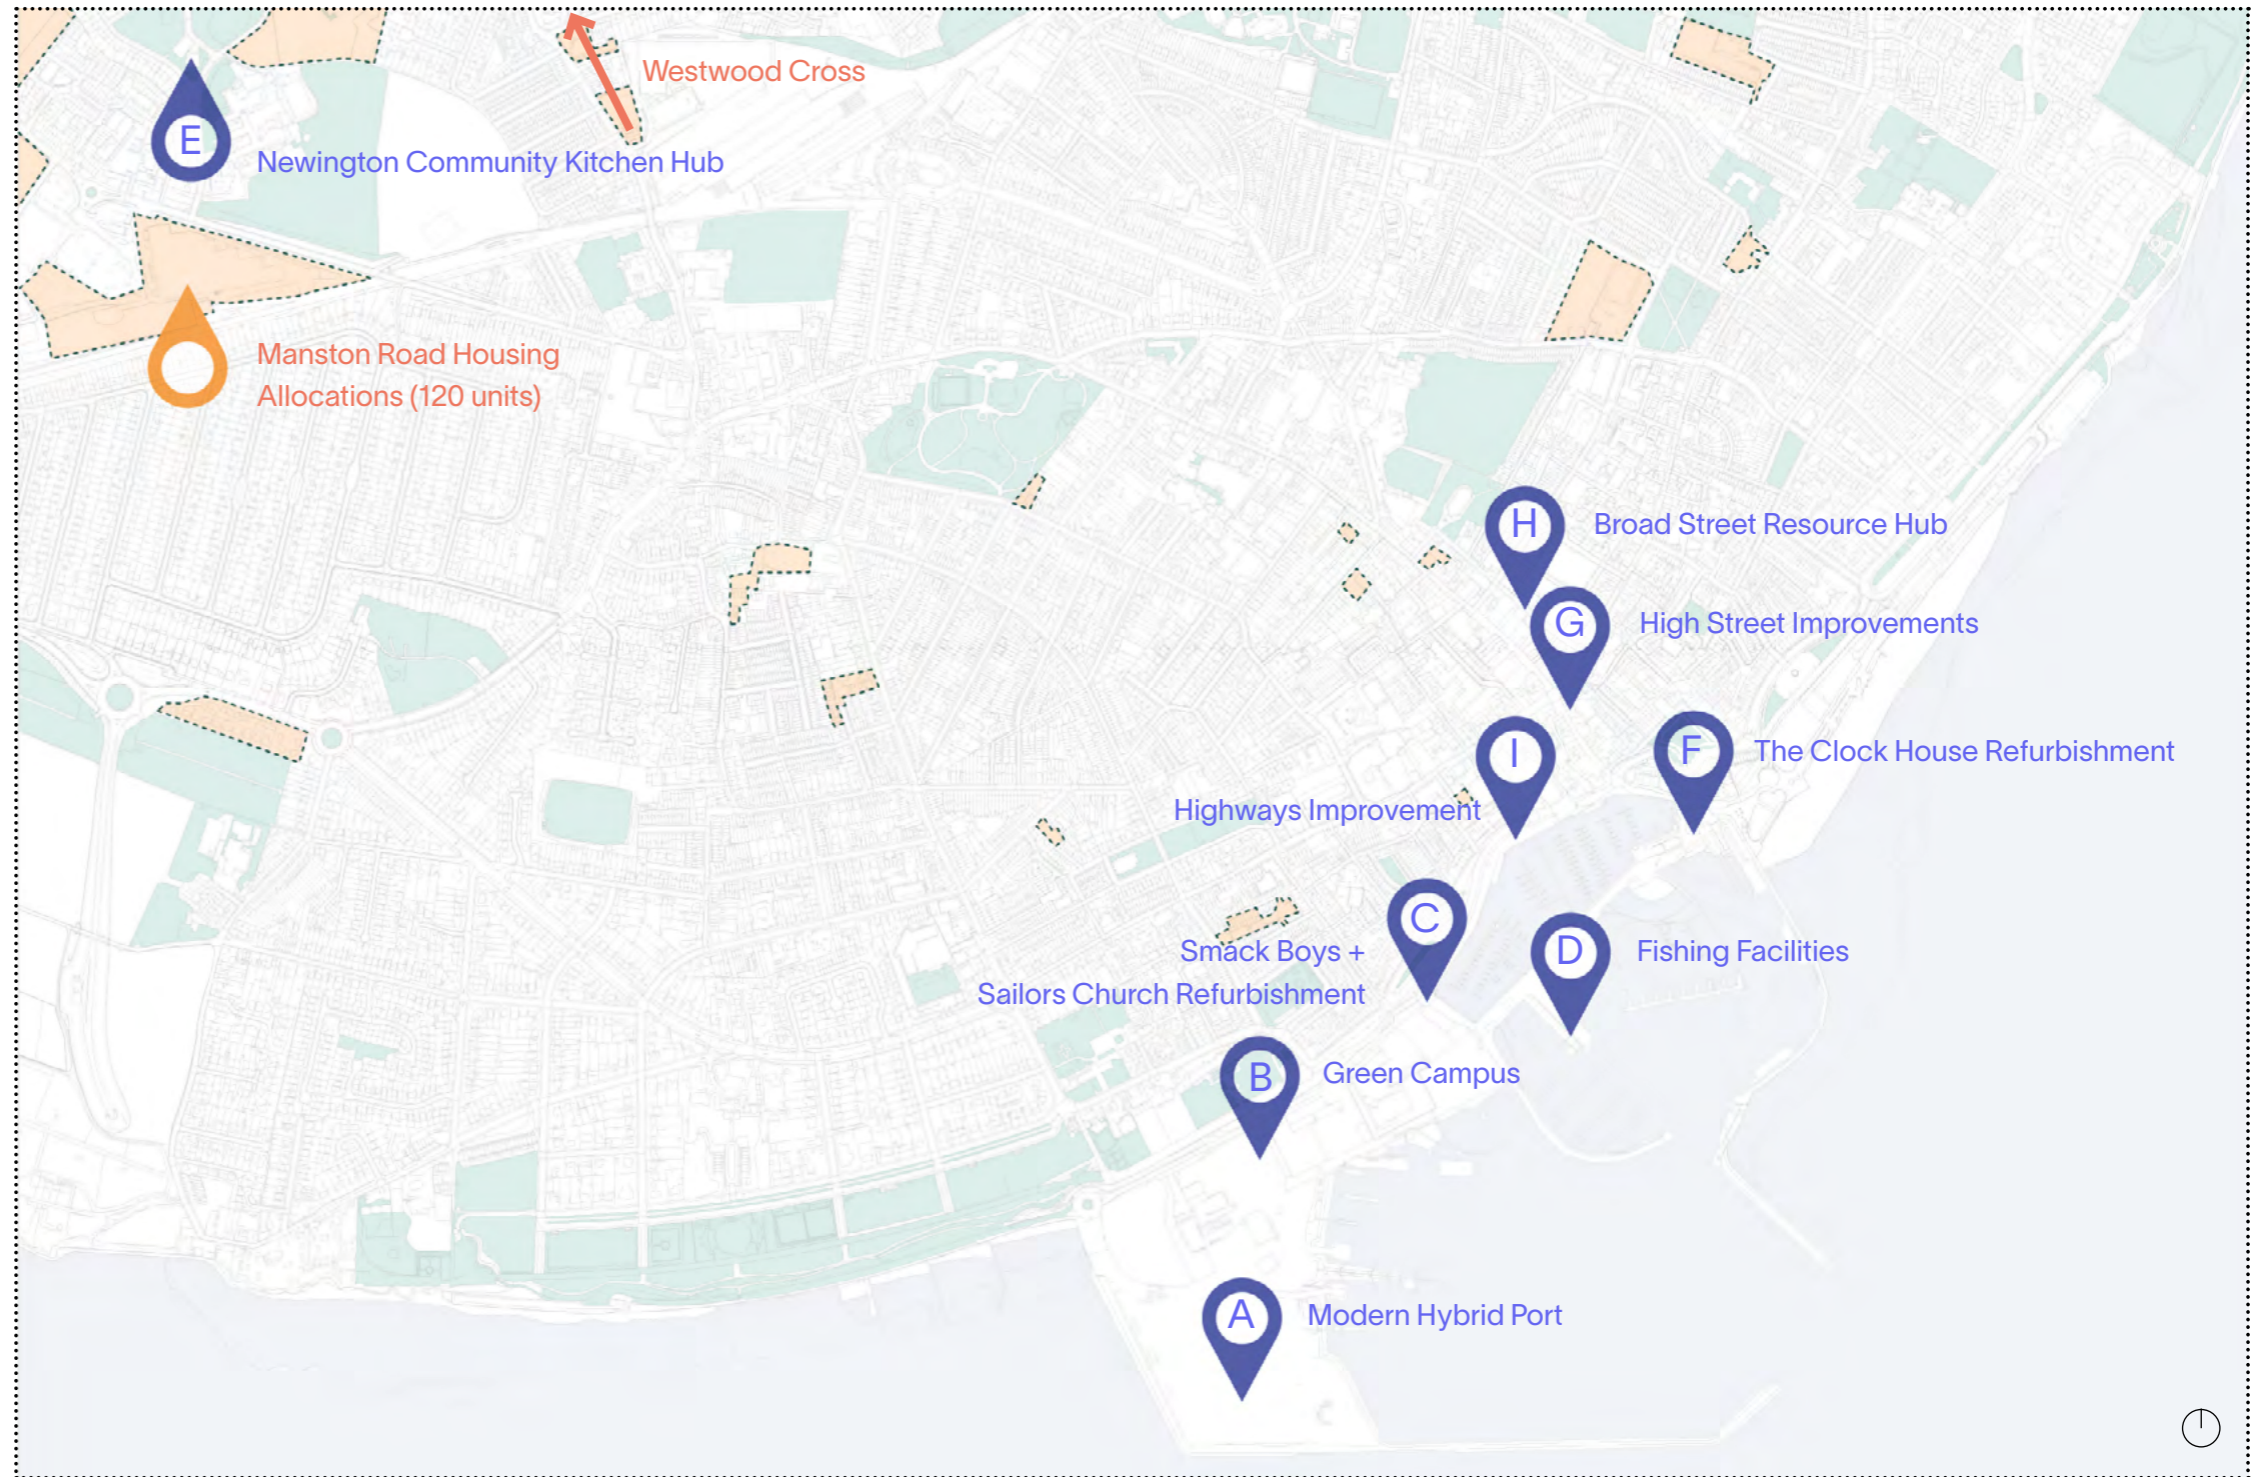 Westwood Cross
E
Newington Community Kitchen Hub
Manston Road Housing
Allocations (120 units)
H
Broad Street Resource Hub
G
High Street Improvements
I
F
The Clock House Refurbishment
Highways Improvement
C
Smack Boys +
Sailors Church Refurbishment
D
Fishing Facilities
B
Green Campus
A
Modern Hybrid Port